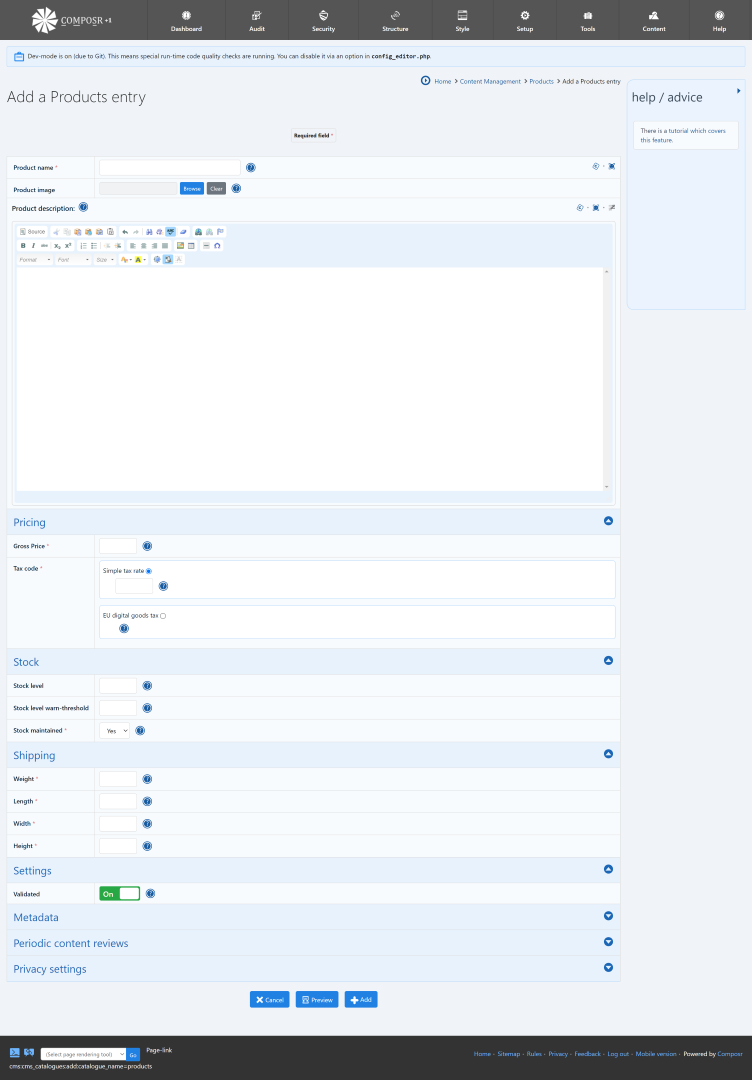 COMPOSR +1
Dashboard
Audit
Security
Structure
Style
Setup
Tools
Content
Help
Dev-mode is on (due to Git). This means special run-time code quality checks are running. You can disable it via an option in config_editor.php.
Home > Content Management > Products > Add a Products entry
Add a Products entry
help / advice
There is a tutorial which covers
this feature.
Required field *
Product name *
Product image
Browse
Clear
Product description:
Source
Format
Font
Size
Pricing
Gross Price *
Tax code *
Simple tax rate
EU digital goods tax
Stock
Stock level
Stock level warn-threshold
Stock maintained *
Yes
Shipping
Weight *
Length *
Width *
Height *
Settings
Validated
On
Metadata
Periodic content reviews
Privacy settings
Cancel
Preview
Add
(Select page rendering tool)
Go
Page-link
Home · Sitemap · Rules · Privacy · Feedback · Log out · Mobile version · Powered by Composr
cms:cms_catalogues:add:catalogue_name=products